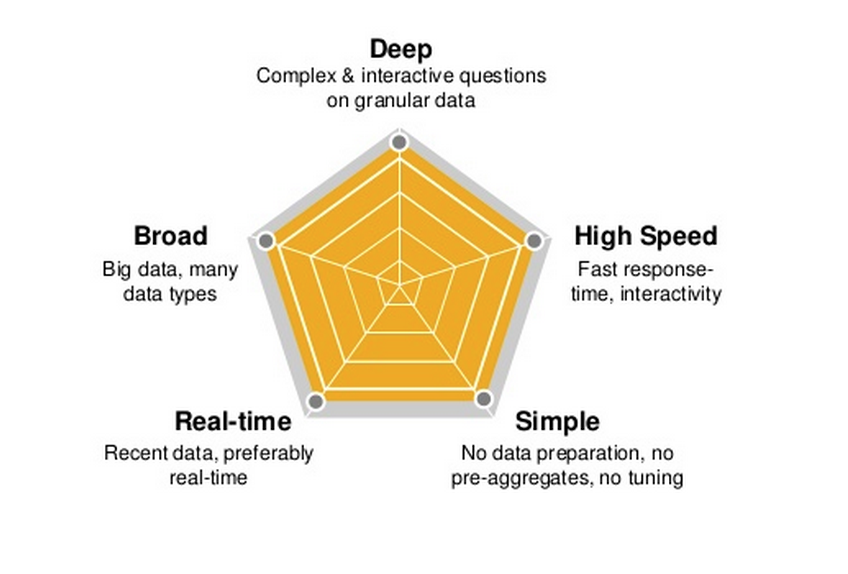 Deep
Complex & interactive questions
on granular data
Broad
Big data, many
data types
High Speed
Fast response-
time, interactivity
Real-time
Recent data, preferably
real-time
Simple
No data preparation, no
pre-aggregates, no tuning